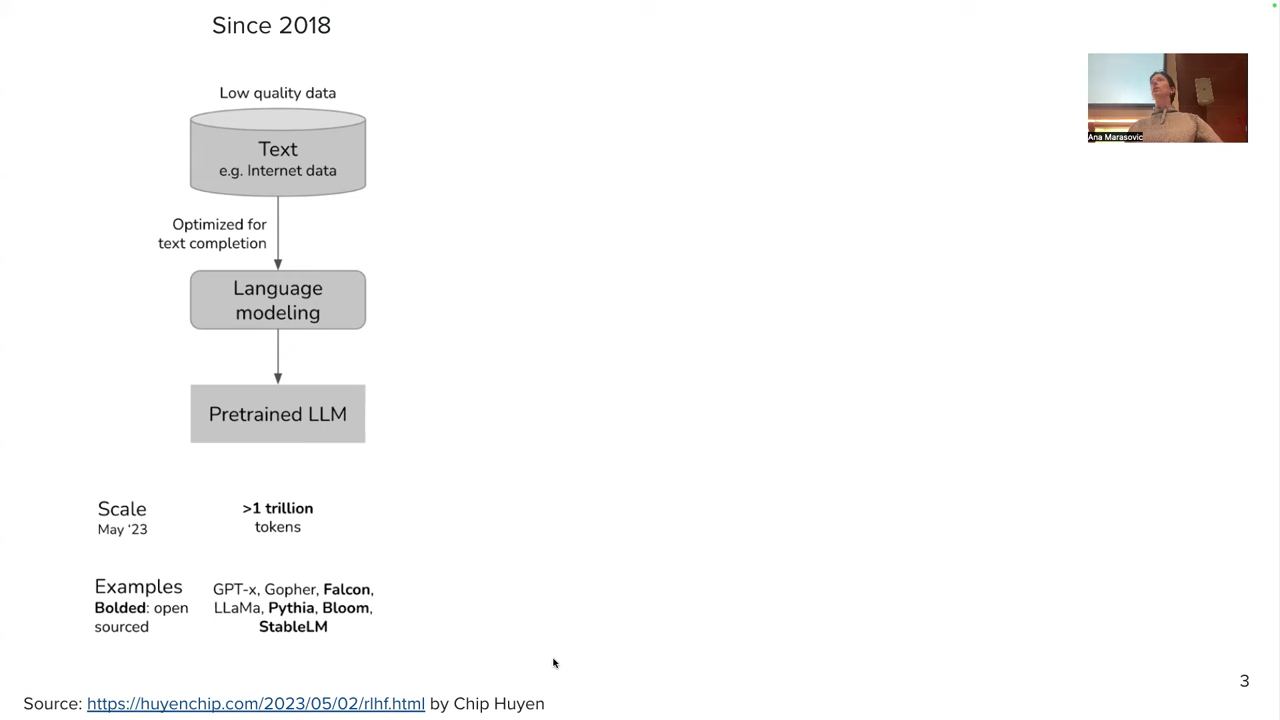 Since 2018
Low quality data
Text
e.g. Internet data
Optimized for
text completion
Language
modeling
Pretrained LLM
Scale
May ‘23
>1 trillion
tokens
Examples
Bolded: open
sourced
GPT-x, Gopher, Falcon,
LLaMa, Pythia, Bloom,
StableLM
Ana Marasovic
3
Source: https://huyenchip.com/2023/05/02/rlhf.html by Chip Huyen